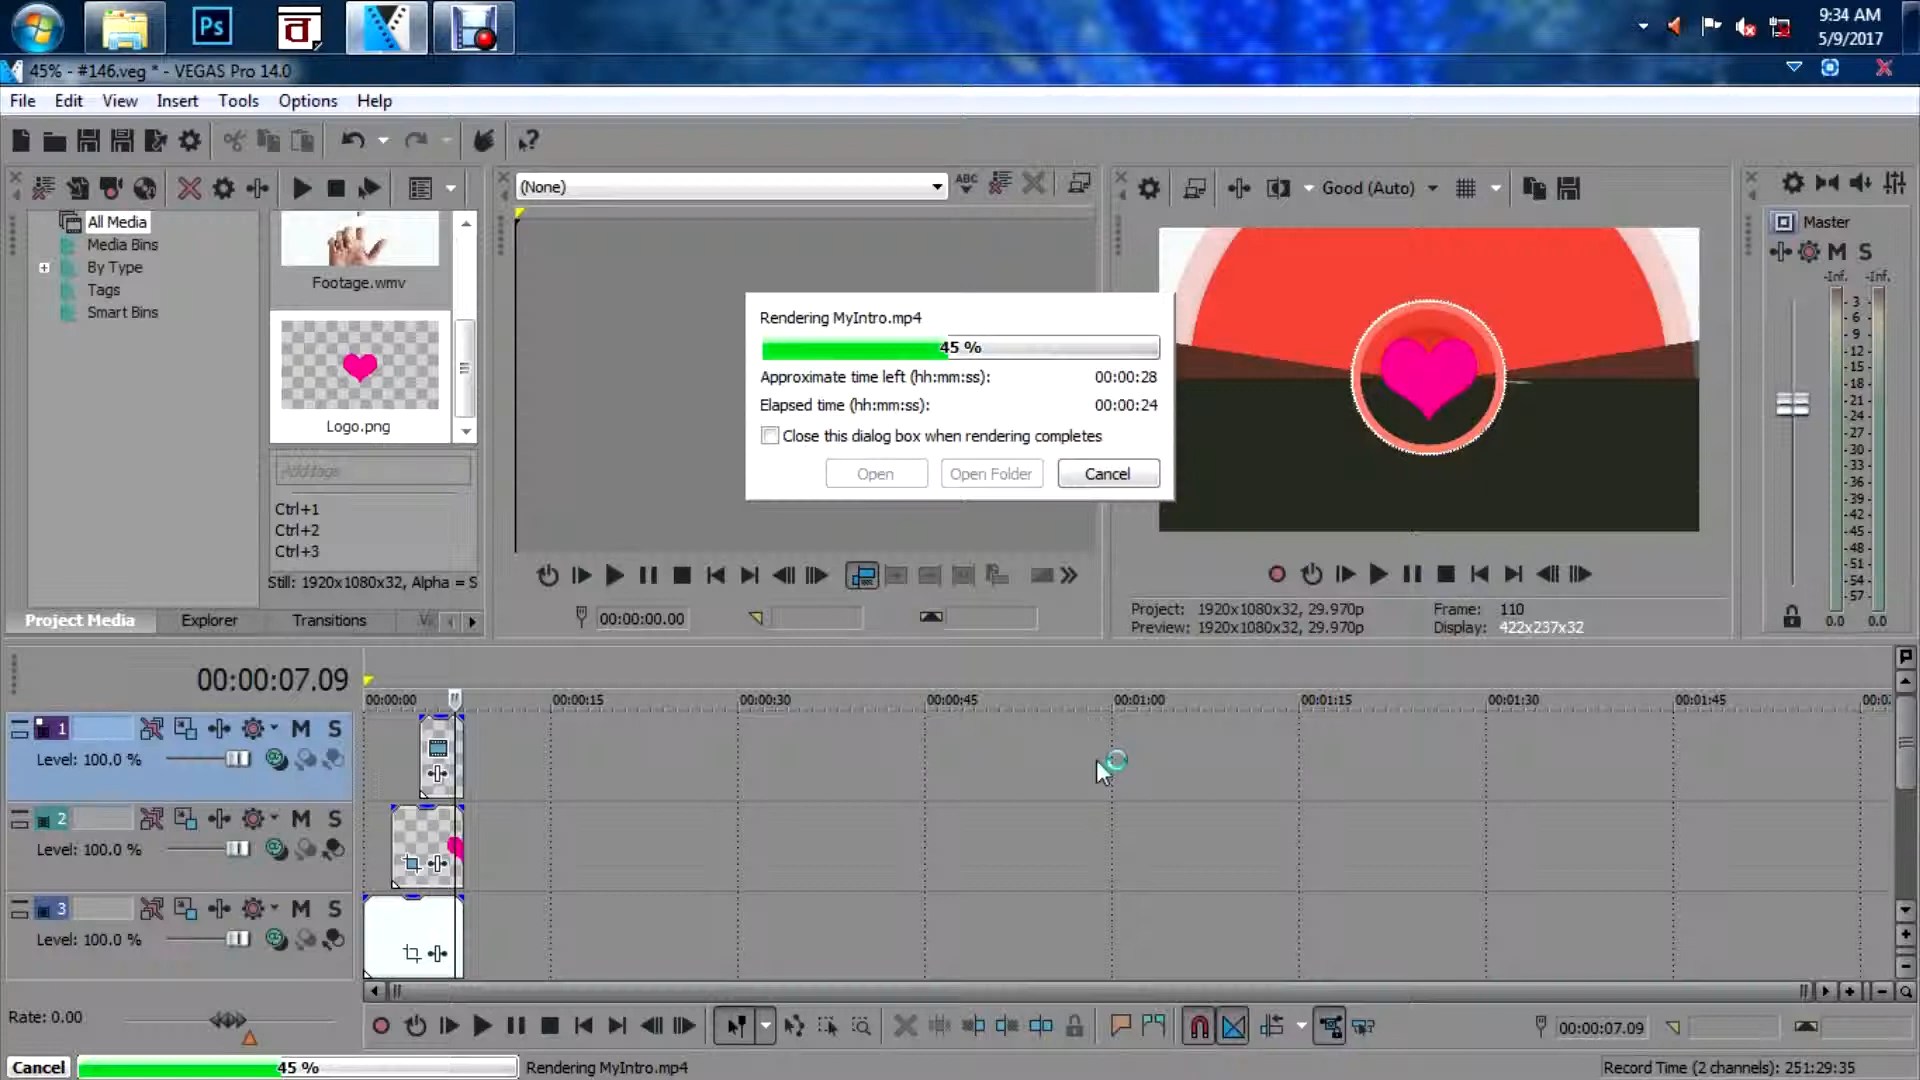 Ps
9:34 AM
5/9/2017
45% - #146.veg * - VEGAS Pro 14.0
File Edit View Insert Tools Options Help
(None)
ABC
Good (Auto)
All Media
Media Bins
By Type
Tags
Smart Bins
Footage.wmv
Logo.png
Add tags
Ctrl+1
Ctrl+2
Ctrl+3
Still: 1920x1080x32, Alpha = S
Project Media Explorer Transitions
Rendering MyIntro.mp4
45 %
Approximate time left (hh:mm:ss): 00:00:28
Elapsed time (hh:mm:ss): 00:00:24
Close this dialog box when rendering completes
Open Open Folder Cancel
00:00:00.00
Project: 1920x1080x32, 29.970p Frame: 110
Preview: 1920x1080x32, 29.970p Display: 422x237x32
Master
M S
-Inf. -Inf.
- 3 -
- 6 -
- 9 -
-12 -
-15 -
-18 -
-21 -
-24 -
-27 -
-30 -
-33 -
-36 -
-39 -
-42 -
-45 -
-48 -
-51 -
-54 -
-57 -
0.0 0.0
00:00:07.09
00:00:00 00:00:15 00:00:30 00:00:45 00:01:00 00:01:15 00:01:30 00:01:45
1 M S
Level: 100.0 %
2 M S
Level: 100.0 %
3 M S
Level: 100.0 %
Rate: 0.00
00:00:07.09
Cancel 45 % Rendering MyIntro.mp4 Record Time (2 channels): 251:29:35